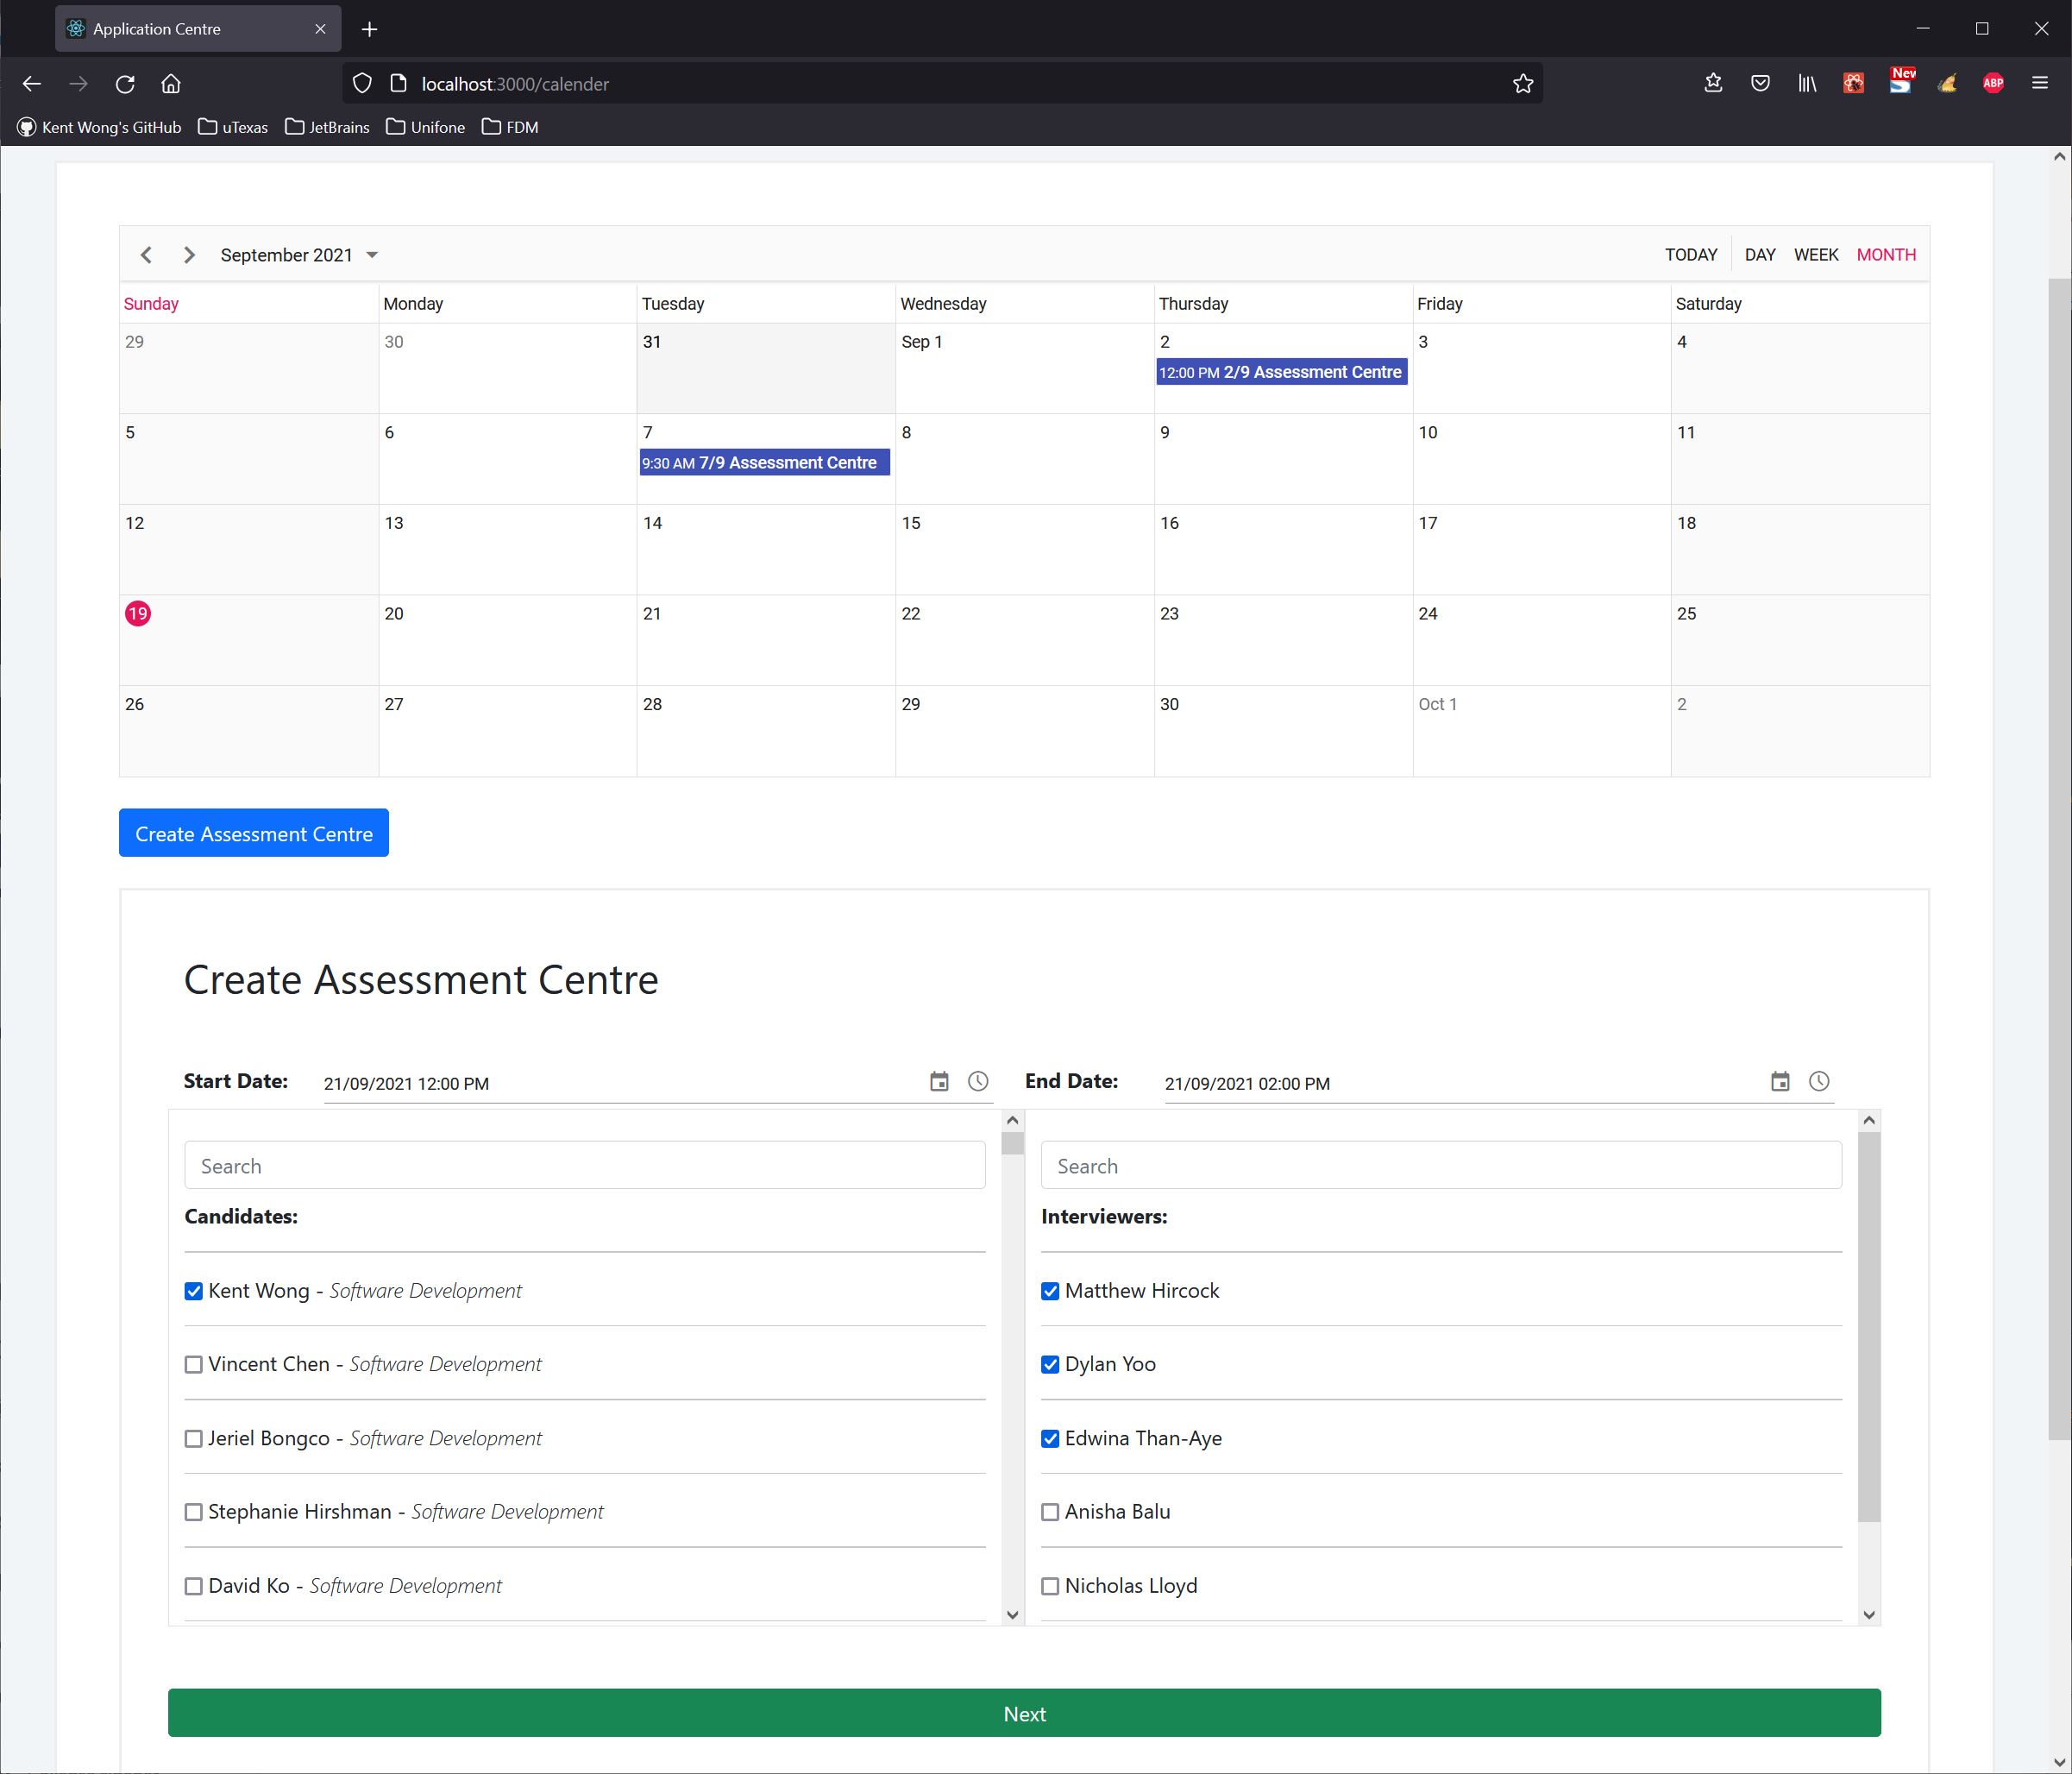 Application Centre
localhost:3000/calender
New
ABP
Kent Wong's GitHub uTexas JetBrains Unifone FDM
September 2021 TODAY DAY WEEK MONTH
Sunday Monday Tuesday Wednesday Thursday Friday Saturday
29 30 31 Sep 1 2 3 4
12:00 PM 2/9 Assessment Centre
5 6 7 8 9 10 11
9:30 AM 7/9 Assessment Centre
12 13 14 15 16 17 18
19 20 21 22 23 24 25
26 27 28 29 30 Oct 1 2
Create Assessment Centre
Create Assessment Centre
Start Date: 21/09/2021 12:00 PM End Date: 21/09/2021 02:00 PM
Search
Candidates:
Kent Wong - Software Development
Vincent Chen - Software Development
Jeriel Bongco - Software Development
Stephanie Hirshman - Software Development
David Ko - Software Development
Search
Interviewers:
Matthew Hircock
Dylan Yoo
Edwina Than-Aye
Anisha Balu
Nicholas Lloyd
Next